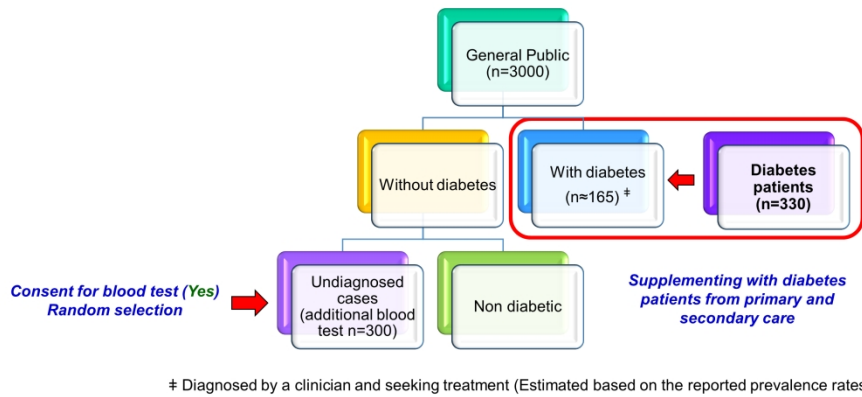 General Public
(n=3000)
Without diabetes
With diabetes
(n≈165) ‡
Diabetes
patients
(n=330)
Consent for blood test (Yes)
Random selection
Undiagnosed
cases
(additional blood
test n=300)
Non diabetic
Supplementing with diabetes
patients from primary and
secondary care
‡ Diagnosed by a clinician and seeking treatment (Estimated based on the reported prevalence rates